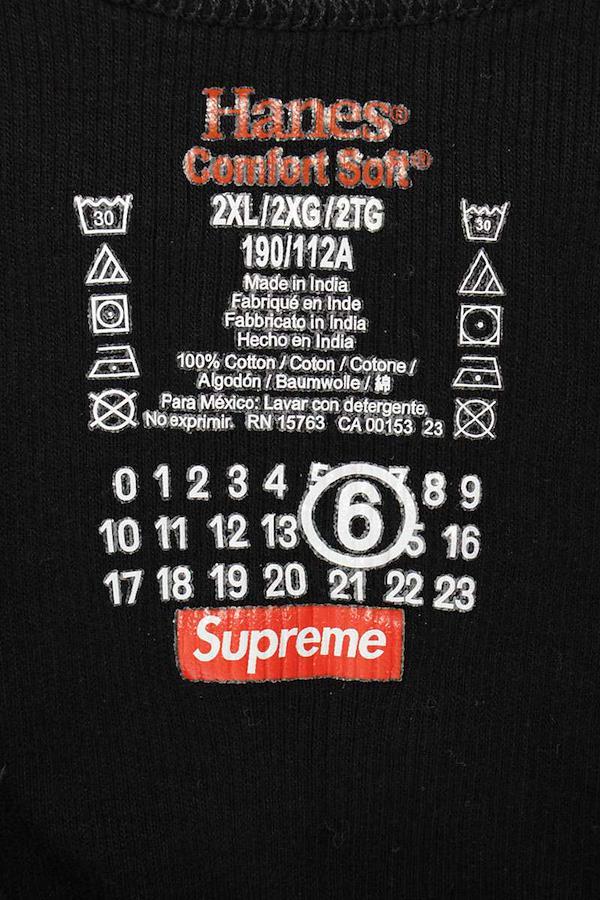 Hanes®
Comfort Soft®
2XL/2XG/2TG
190/112A
30
30
Made in India
Fabriqué en Inde
Fabbricato in India
Hecho en India
100% Cotton / Coton / Cotone /
Algodón / Baumwolle / 綿
Para México: Lavar con detergente.
No exprimir. RN 15763 CA 00153 23
0 1 2 3 4 5 6 7 8 9
10 11 12 13 5 16
17 18 19 20 21 22 23
Supreme